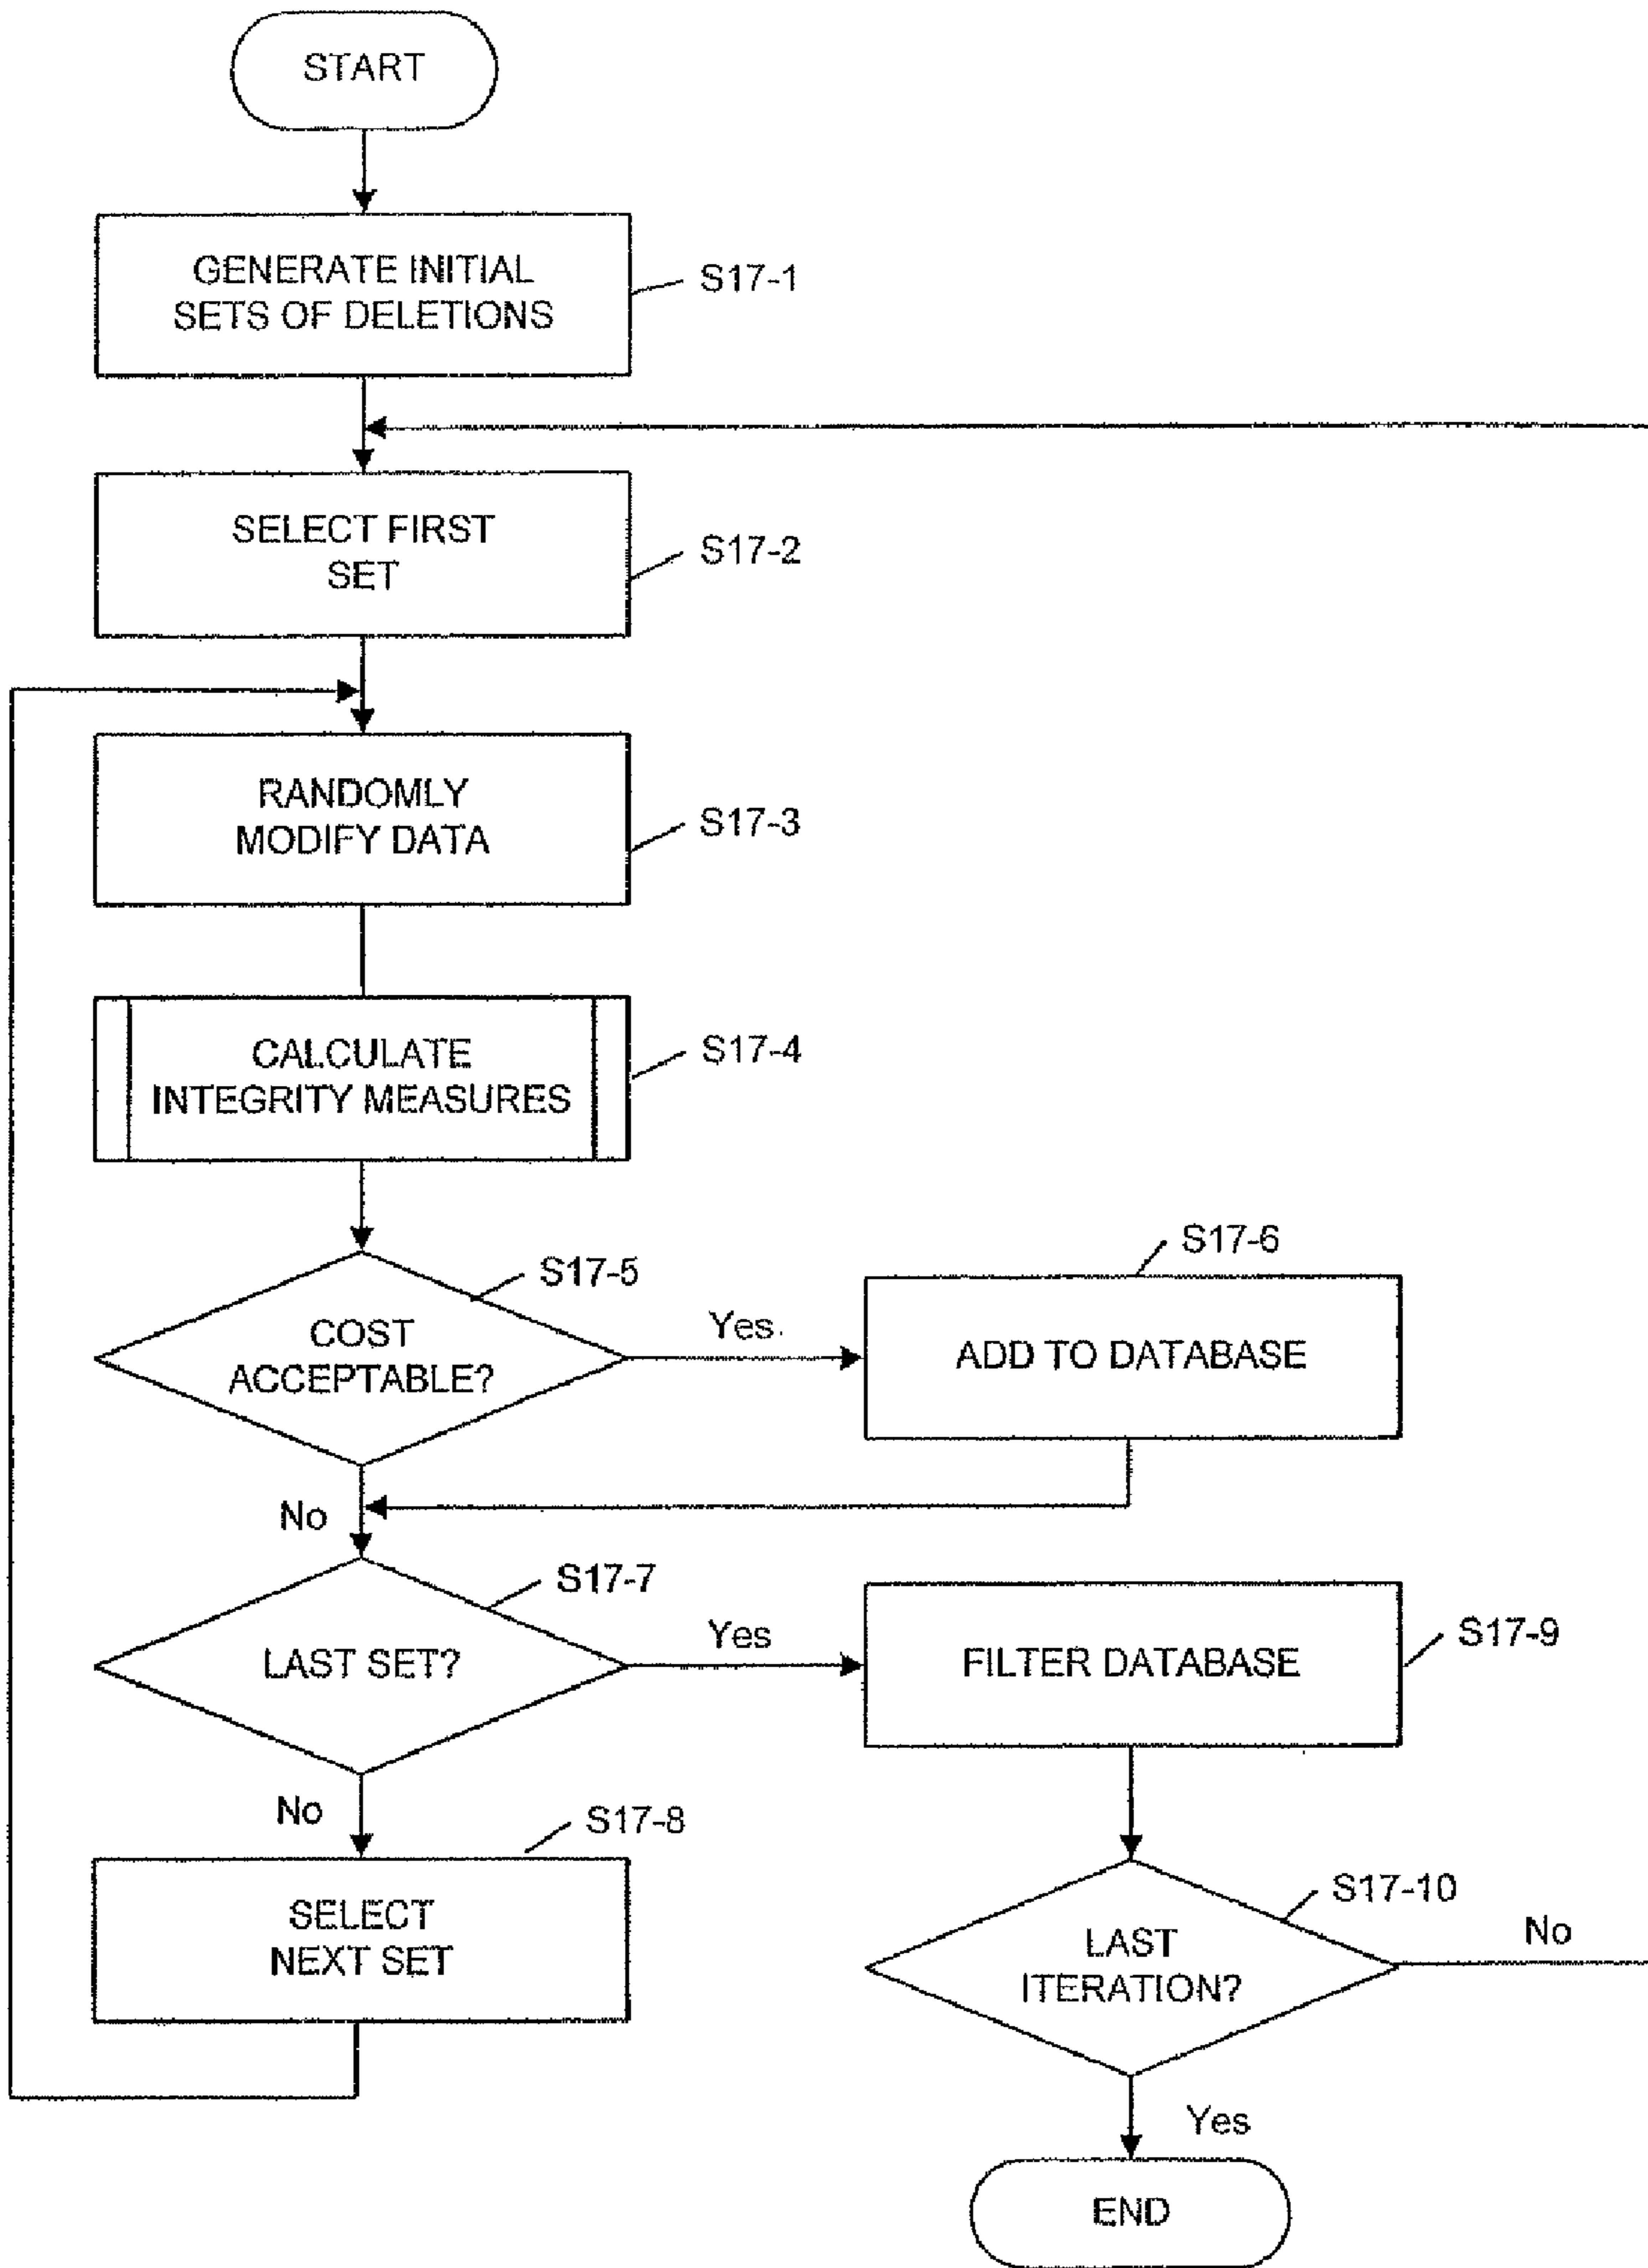 START
GENERATE INITIAL
SETS OF DELETIONS
S17-1
SELECT FIRST
SET
S17-2
RANDOMLY
MODIFY DATA
S17-3
CALCULATE
INTEGRITY MEASURES
S17-4
COST
ACCEPTABLE?
S17-5
Yes
S17-6
ADD TO DATABASE
No
LAST SET?
S17-7
Yes
FILTER DATABASE
S17-9
No
SELECT
NEXT SET
S17-8
LAST
ITERATION?
S17-10
No
Yes
END